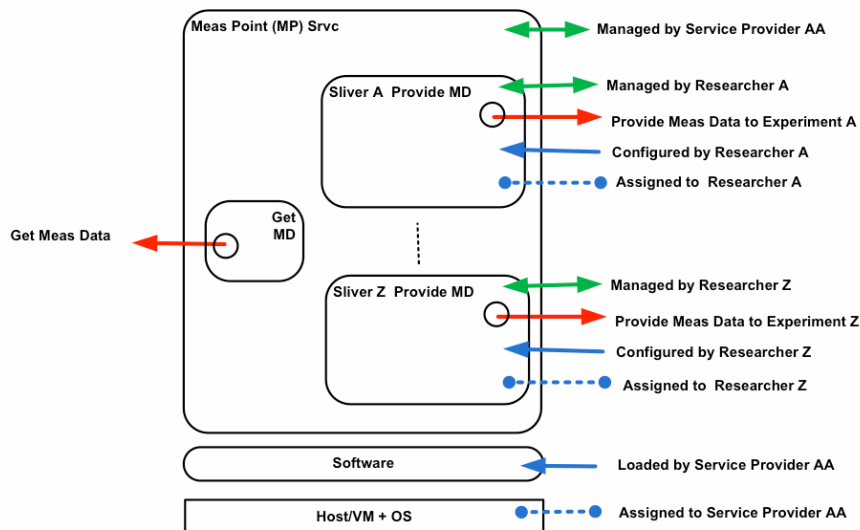 Meas Point (MP) Srvc
Managed by Service Provider AA
Sliver A Provide MD
Managed by Researcher A
Provide Meas Data to Experiment A
Configured by Researcher A
Assigned to Researcher A
Get Meas Data
Get
MD
Sliver Z Provide MD
Managed by Researcher Z
Provide Meas Data to Experiment Z
Configured by Researcher Z
Assigned to Researcher Z
Software
Loaded by Service Provider AA
Host/VM + OS
Assigned to Service Provider AA